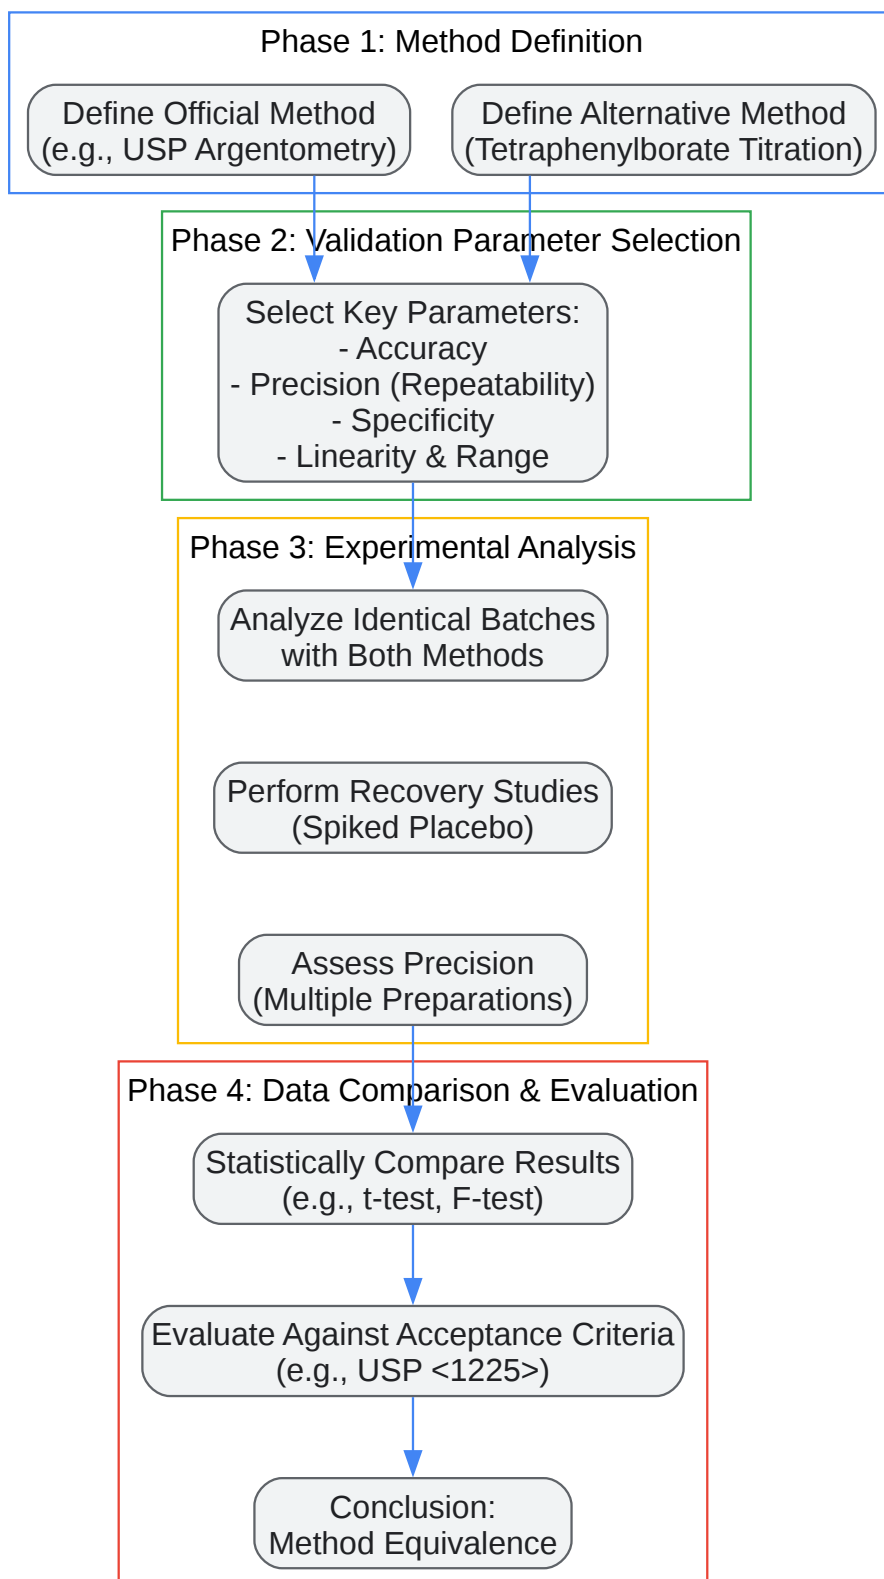 Phase 1: Method Definition
Define Official Method
(e.g., USP Argentometry)
Define Alternative Method
(Tetraphenylborate Titration)
Phase 2: Validation Parameter Selection
Select Key Parameters:
- Accuracy
- Precision (Repeatability)
- Specificity
- Linearity & Range
Phase 3: Experimental Analysis
Analyze Identical Batches
with Both Methods
Perform Recovery Studies
(Spiked Placebo)
Assess Precision
(Multiple Preparations)
Phase 4: Data Comparison & Evaluation
Statistically Compare Results
(e.g., t-test, F-test)
Evaluate Against Acceptance Criteria
(e.g., USP <1225>)
Conclusion:
Method Equivalence